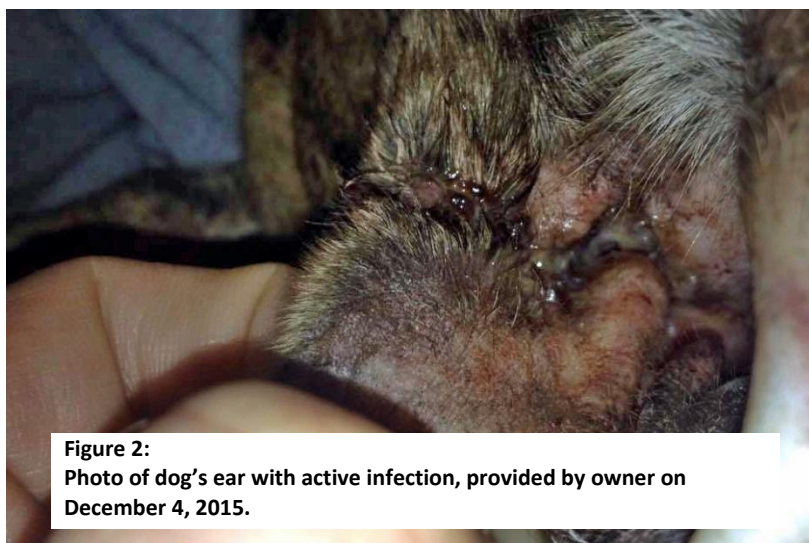 Figure 2:
Photo of dog’s ear with active infection, provided by owner on
December 4, 2015.